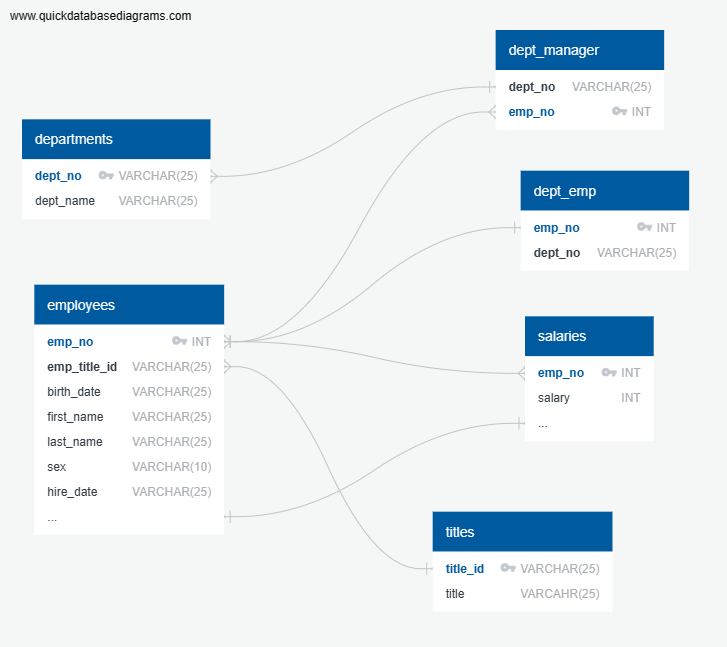 www.quickdatabasediagrams.com
dept_manager
dept_no VARCHAR(25)
emp_no INT
departments
dept_no VARCHAR(25)
dept_name VARCHAR(25)
dept_emp
emp_no INT
dept_no VARCHAR(25)
employees
emp_no INT
emp_title_id VARCHAR(25)
birth_date VARCHAR(25)
first_name VARCHAR(25)
last_name VARCHAR(25)
sex VARCHAR(10)
hire_date VARCHAR(25)
...
salaries
emp_no INT
salary INT
...
titles
title_id VARCHAR(25)
title VARCAHR(25)